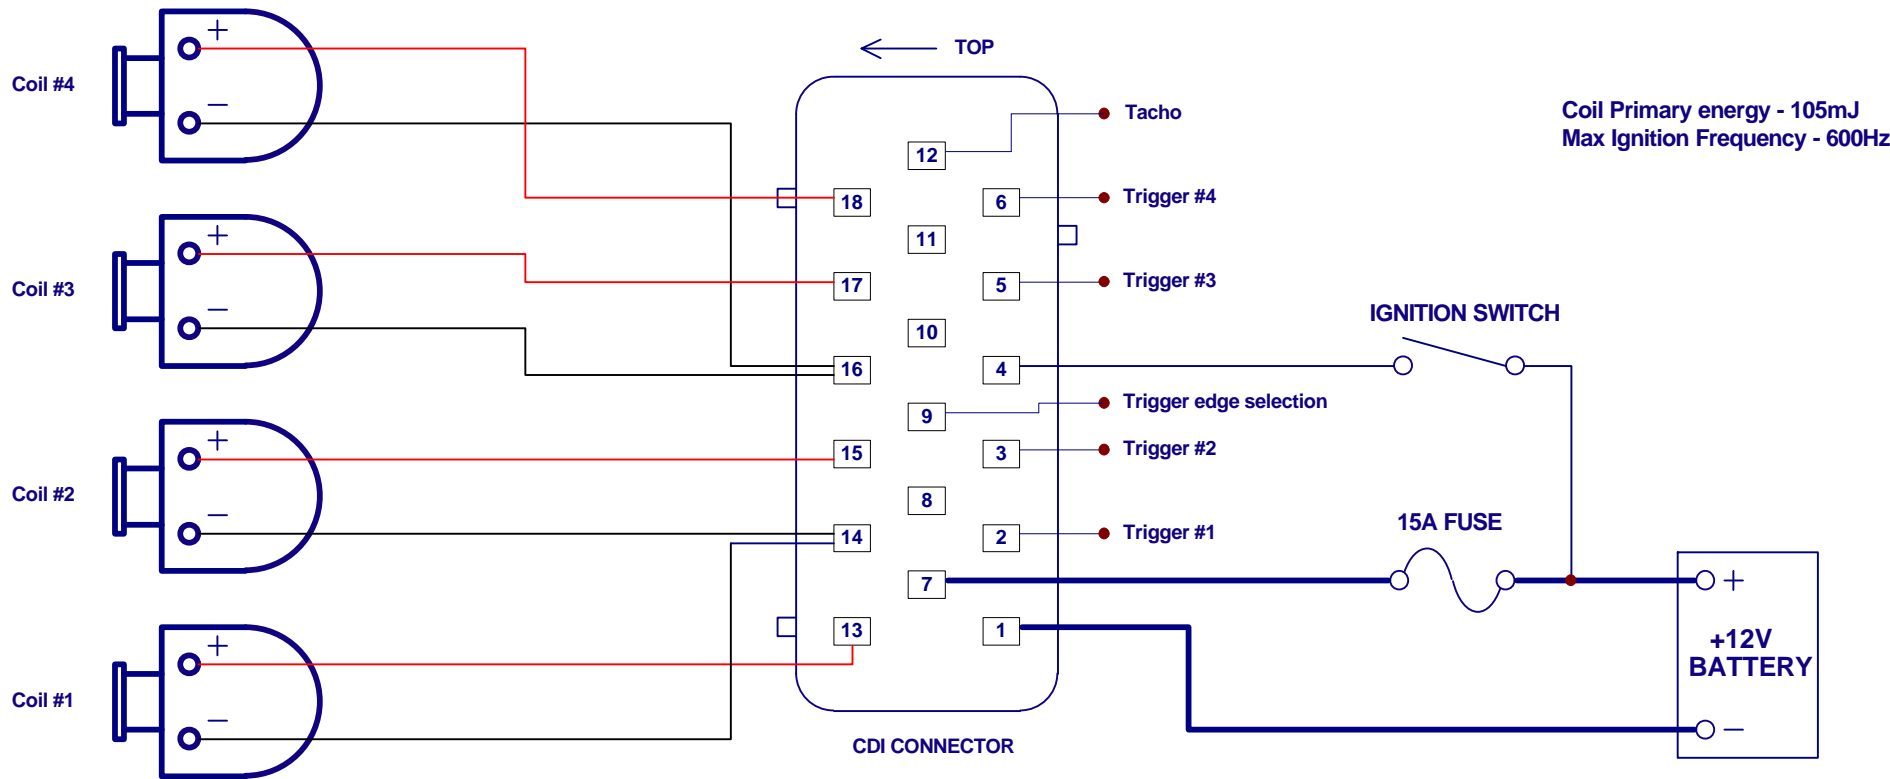 TOP
Coil #4
+
−
Tacho
Coil Primary energy - 105mJ
Max Ignition Frequency - 600Hz
12
18
6
Trigger #4
11
Coil #3
+
−
17
5
Trigger #3
10
IGNITION SWITCH
16
4
9
Trigger edge selection
Coil #2
+
−
15
3
Trigger #2
8
14
2
Trigger #1
15A FUSE
7
+
13
1
+12V
BATTERY
−
Coil #1
+
−
CDI CONNECTOR